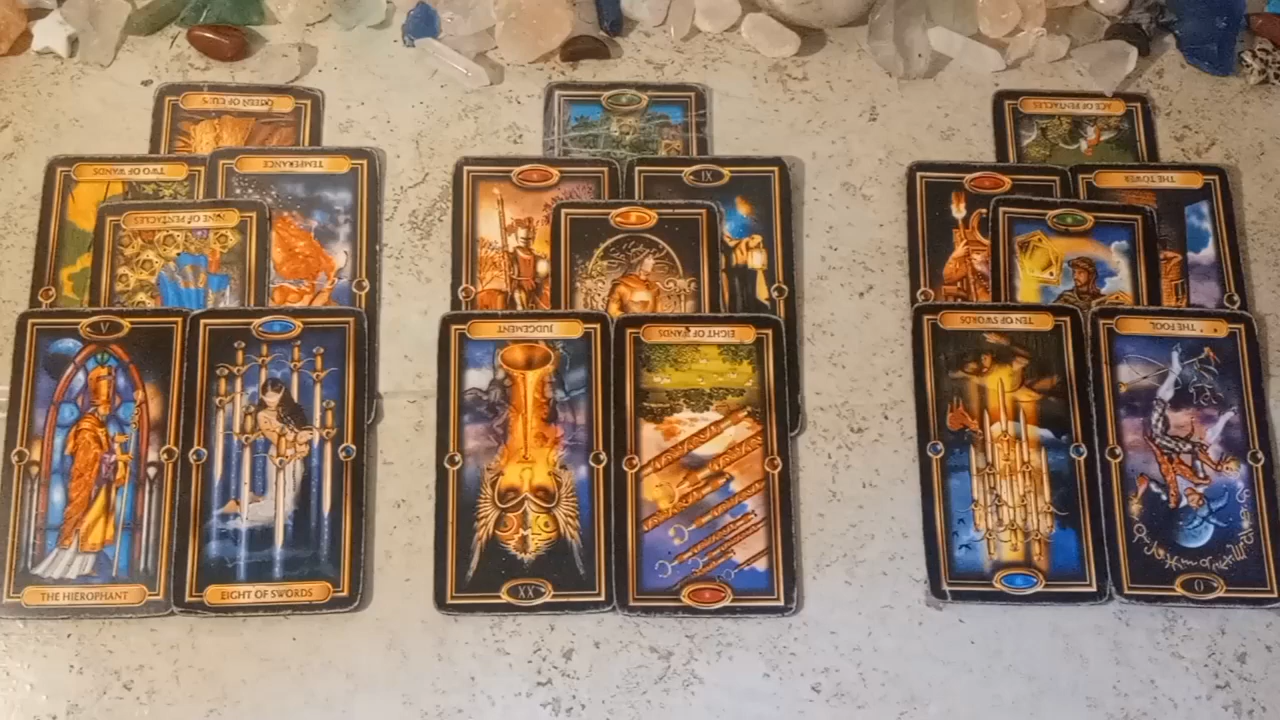 QUEEN OF CUPS
ACE OF PENTACLES
TWO OF WANDS
TEMPERANCE
NINE OF PENTACLES
IX
THE TOWER
V
THE HIEROPHANT
EIGHT OF SWORDS
JUDGEMENT
XX
EIGHT OF WANDS
TEN OF SWORDS
THE FOOL
0